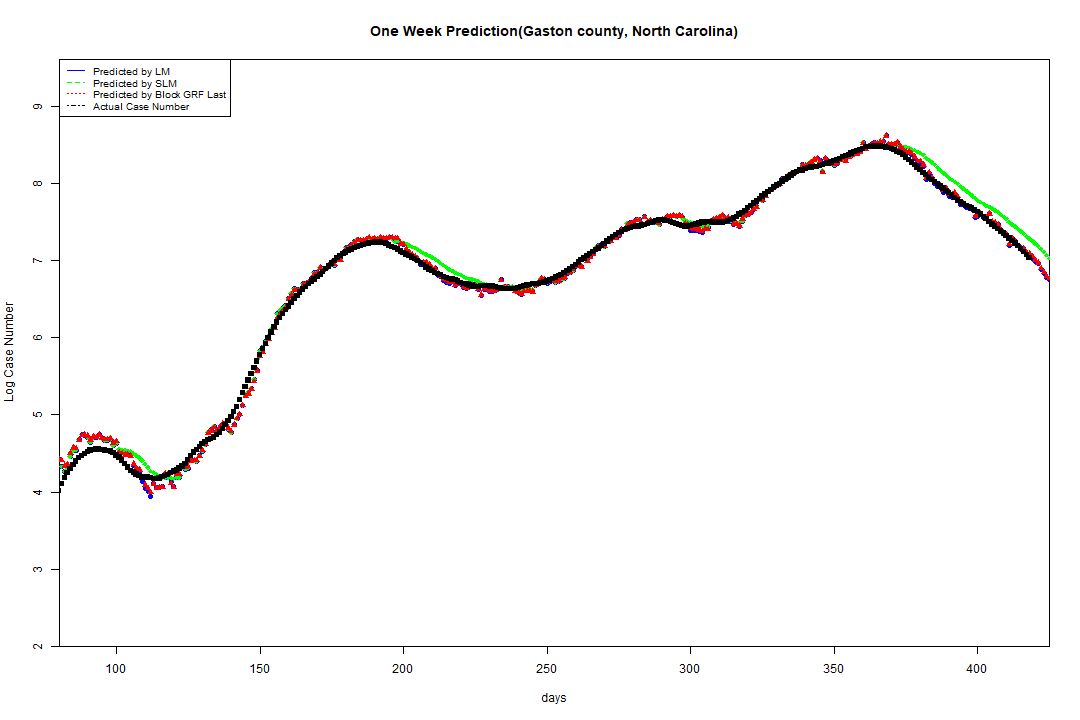 One Week Prediction(Gaston county, North Carolina)
Predicted by LM
Predicted by SLM
Predicted by Block GRF Last
Actual Case Number
9
8
7
6
5
4
3
2
Log Case Number
100 150 200 250 300 350 400
days